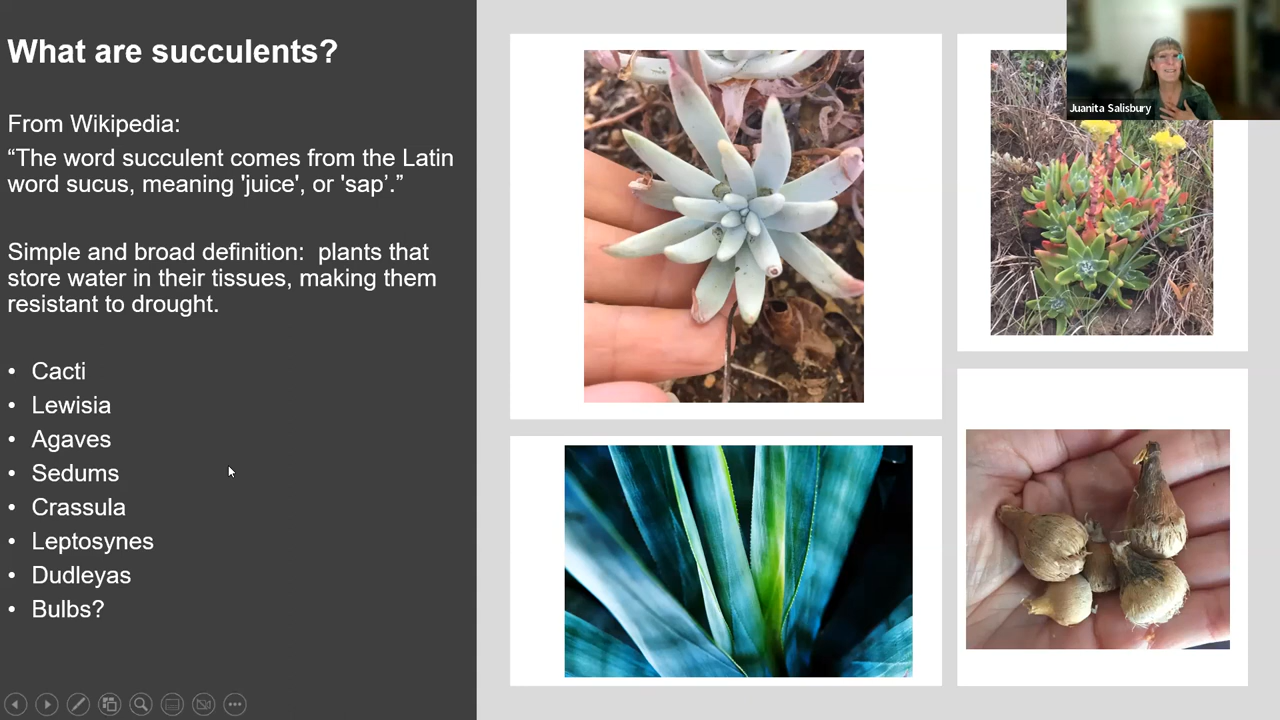 What are succulents?
From Wikipedia:
“The word succulent comes from the Latin
word sucus, meaning 'juice', or 'sap’.”
Simple and broad definition:  plants that
store water in their tissues, making them
resistant to drought.
• Cacti
• Lewisia
• Agaves
• Sedums
• Crassula
• Leptosynes
• Dudleyas
• Bulbs?
Juanita Salisbury